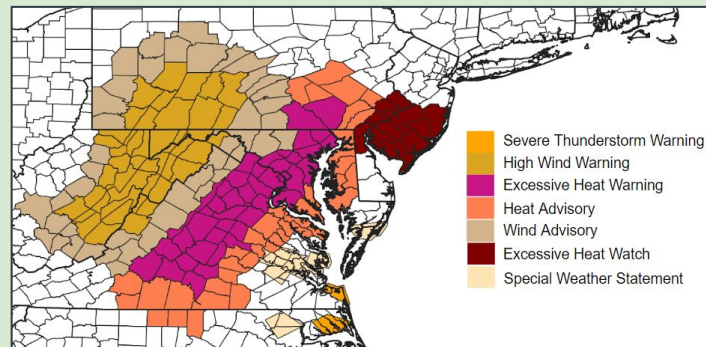 Severe Thunderstorm Warning
High Wind Warning
Excessive Heat Warning
Heat Advisory
Wind Advisory
Excessive Heat Watch
Special Weather Statement